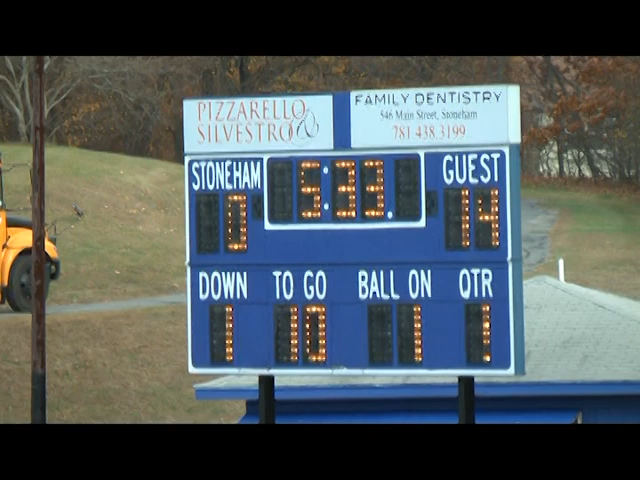 PIZZARELLO & SILVESTRO
FAMILY DENTISTRY
546 Main Street, Stoneham
781 438.3199
STONEHAM 5:33. GUEST
0 14
DOWN TO GO BALL ON QTR
1 10 1 1